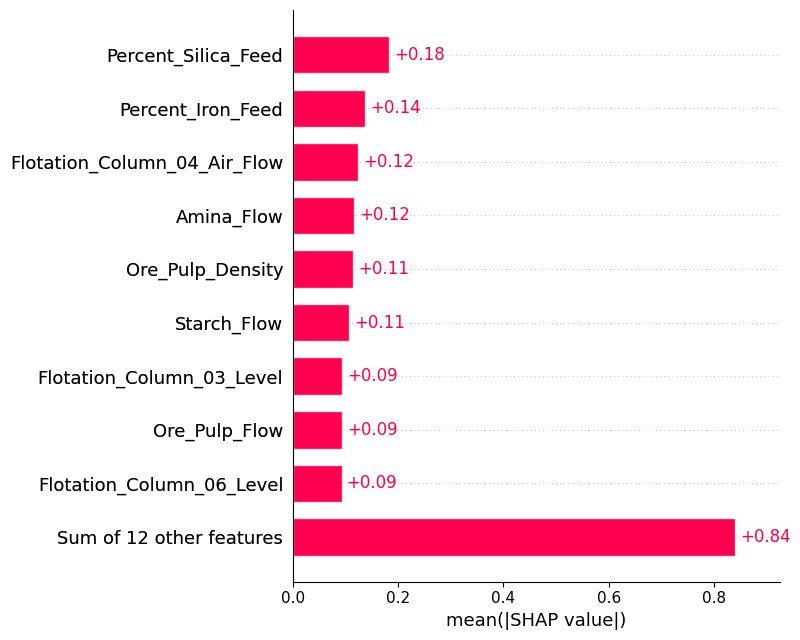 Percent_Silica_Feed +0.18
Percent_Iron_Feed +0.14
Flotation_Column_04_Air_Flow +0.12
Amina_Flow +0.12
Ore_Pulp_Density +0.11
Starch_Flow +0.11
Flotation_Column_03_Level +0.09
Ore_Pulp_Flow +0.09
Flotation_Column_06_Level +0.09
Sum of 12 other features +0.84
0.0 0.2 0.4 0.6 0.8
mean(|SHAP value|)